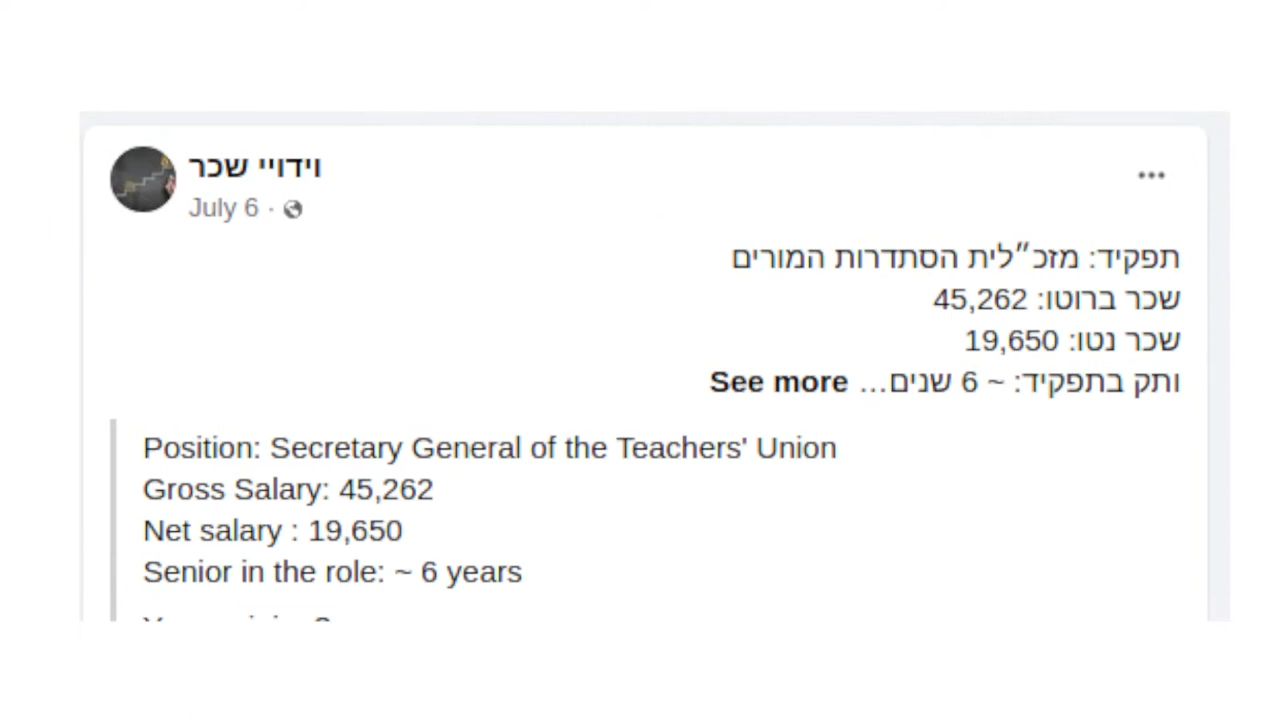 וידויי שכר
July 6 ·
תפקיד: מזכ״לית הסתדרות המורים
שכר ברוטו: 45,262
שכר נטו: 19,650
ותק בתפקיד: ~ 6 שנים... See more
Position: Secretary General of the Teachers' Union
Gross Salary: 45,262
Net salary : 19,650
Senior in the role: ~ 6 years